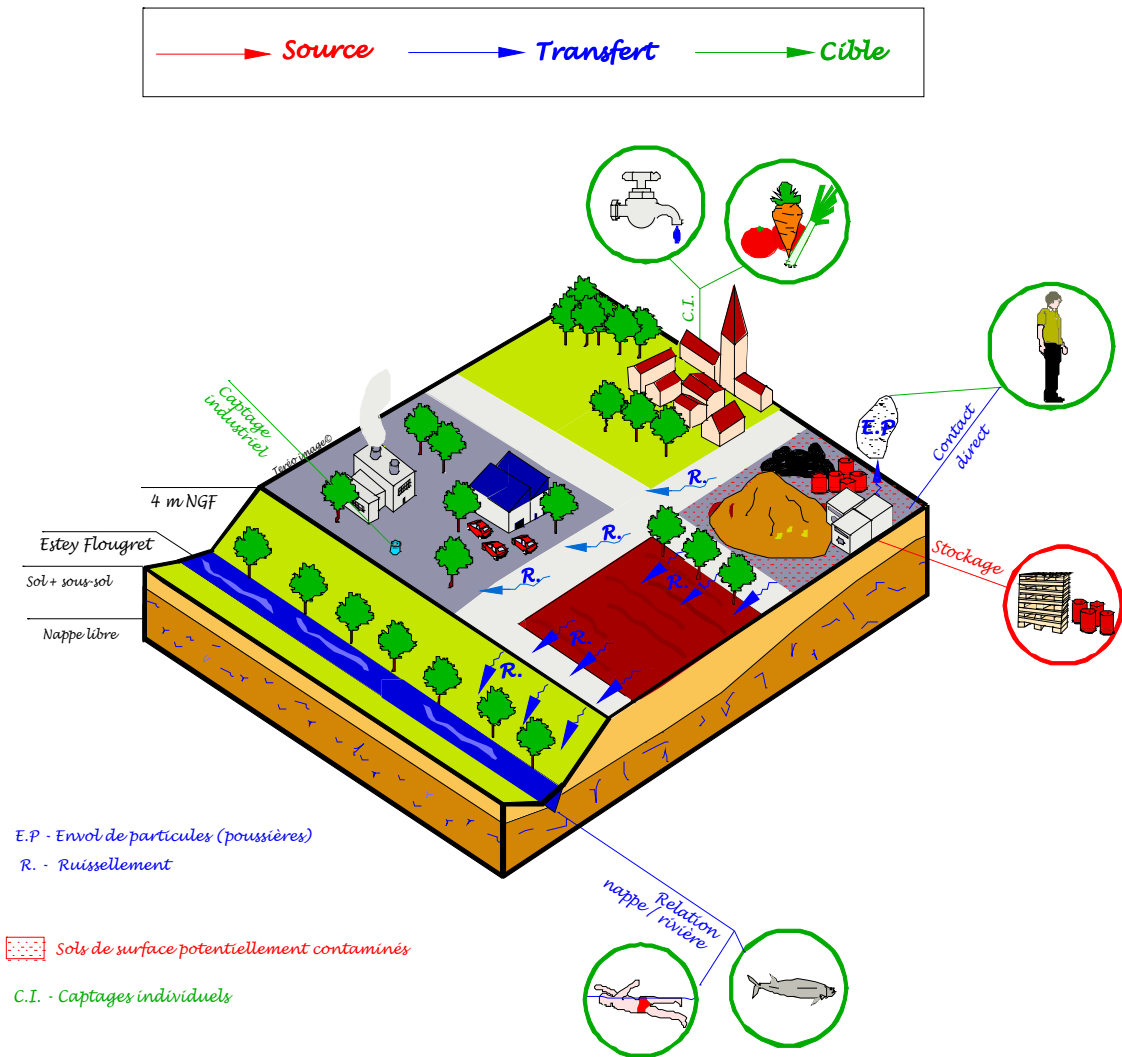 Source Transfert Cible
C.I.
Captage
industriel
Teréo image©
4 m NGF
Estey Flougret
Sol + sous-sol
Nappe libre
E.P
Contact
direct
R.
R.
R.
R.
R.
R.
Stockage
E.P - Envol de particules (poussières)
R. - Ruissellement
Relation
nappe / rivière
Sols de surface potentiellement contaminés
C.I. - Captages individuels